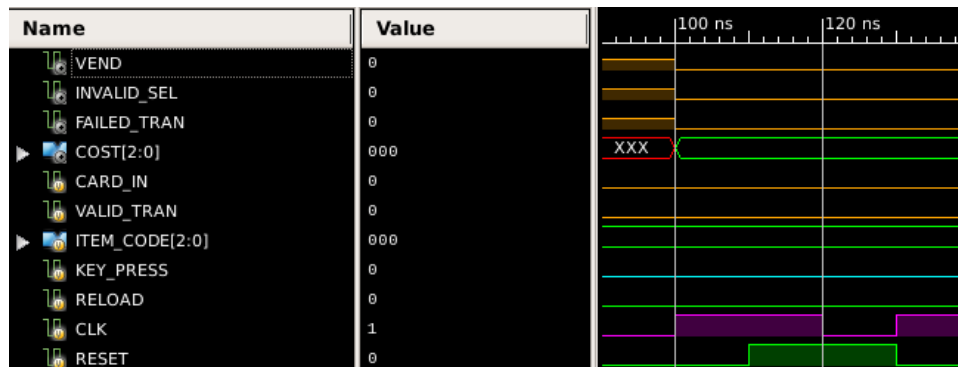 Name Value 100 ns 120 ns
VEND 0
INVALID_SEL 0
FAILED_TRAN 0
COST[2:0] 000 XXX
CARD_IN 0
VALID_TRAN 0
ITEM_CODE[2:0] 000
KEY_PRESS 0
RELOAD 0
CLK 1
RESET 0